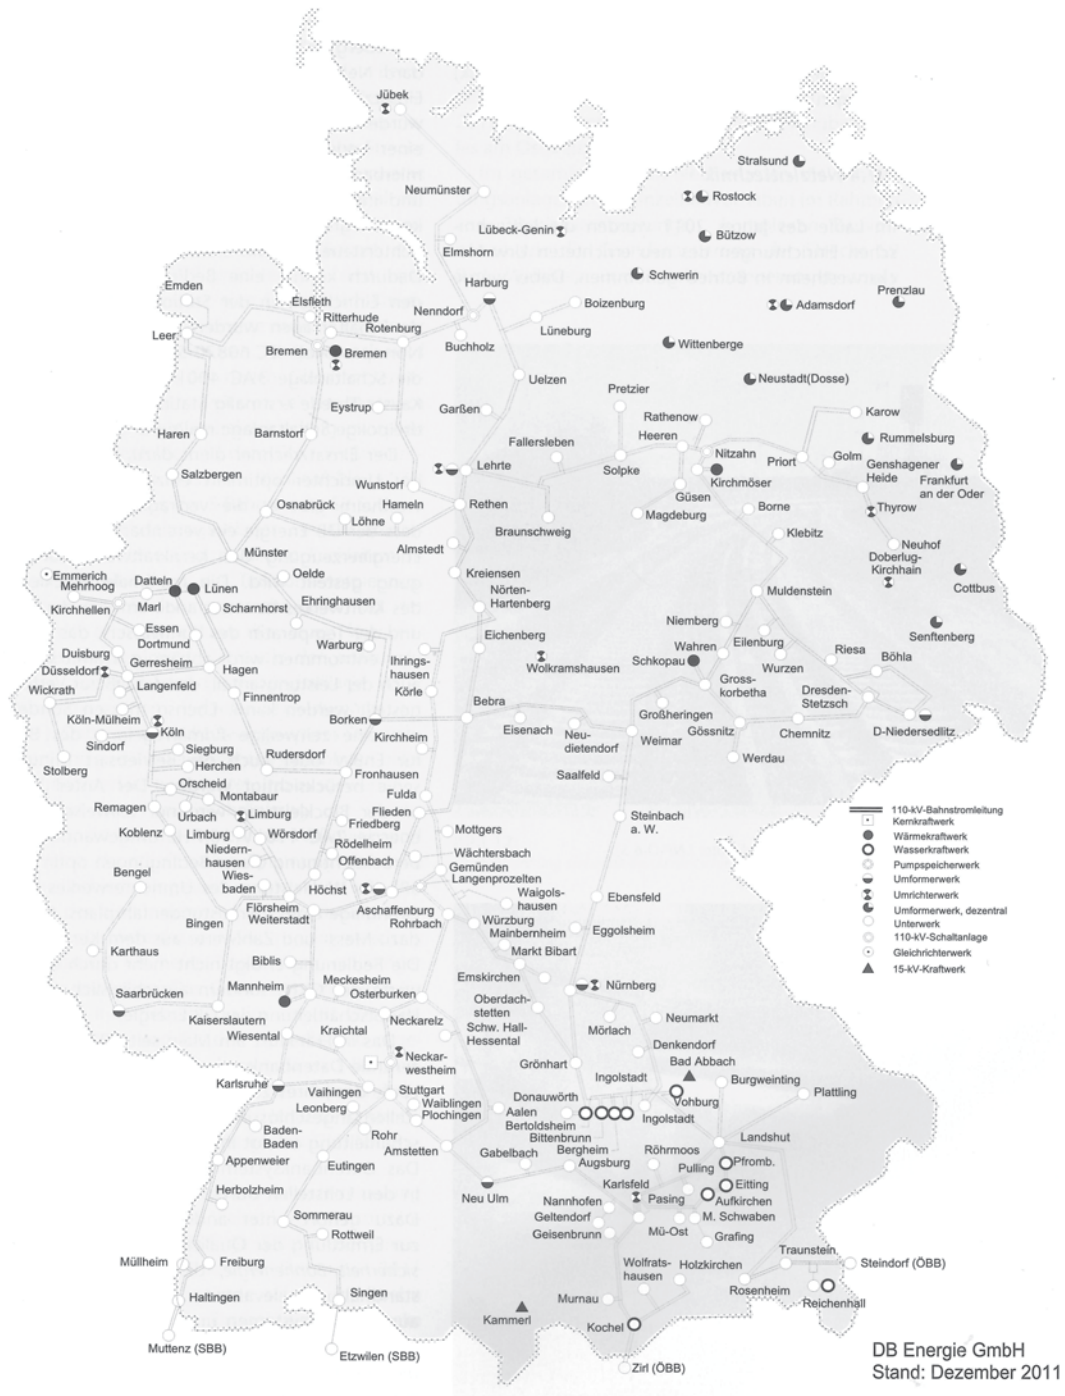 Jübek
Stralsund
Rostock
Neumünster
Lübeck-Genin
Bützow
Elmshorn
Schwerin
Harburg
Emden
Prenzlau
Elsfleth
Boizenburg
Adamsdorf
Ritterhude
Nenndorf
Rotenburg
Lüneburg
Leer
Bremen
Bremen
Buchholz
Wittenberge
Uelzen
Neustadt(Dosse)
Pretzier
Eystrup
Garßen
Rathenow
Karow
Haren
Barnstorf
Fallersleben
Heeren
Rummelsburg
Nitzahn
Golm
Priort
Genshagener
Heide
Lehrte
Solpke
Salzbergen
Kirchmöser
Frankfurt
an der Oder
Wunstorf
Güsen
Osnabrück
Hameln
Rethen
Borne
Thyrow
Löhne
Magdeburg
Braunschweig
Klebitz
Münster
Almstedt
Neuhof
Doberlug-
Kirchhain
Emmerich
Mehrhoog
Datteln
Oelde
Kreiensen
Cottbus
Lünen
Nörten-
Hartenberg
Muldenstein
Kirchhellen
Marl
Scharnhorst
Ehringhausen
Essen
Niemberg
Senftenberg
Dortmund
Eichenberg
Eilenburg
Duisburg
Gerresheim
Warburg
Ihrings-
hausen
Wahren
Riesa
Düsseldorf
Hagen
Wolkramshausen
Schkopau
Wurzen
Böhla
Langenfeld
Wickrath
Körle
Gross-
korbetha
Dresden-
Stetzsch
Finnentrop
Bebra
Großheringen
Köln-Mülheim
Borken
Köln
Eisenach
Neu-
dietendorf
Gössnitz
Chemnitz
D-Niedersedlitz
Sindorf
Kirchheim
Weimar
Siegburg
Rudersdorf
Werdau
Stolberg
Herchen
Fronhausen
Saalfeld
Orscheid
Fulda
Montabaur
Remagen
Flieden
Steinbach
a. W.
Urbach
Limburg
Friedberg
Koblenz
Limburg
Wörsdorf
Mottgers
Niedern-
hausen
Rödelheim
Offenbach
Wächtersbach
Gemünden
Langenprozelten
Bengel
Wies-
baden
Höchst
Waigols-
hausen
Ebensfeld
Flörsheim
Aschaffenburg
Bingen
Weiterstadt
Rohrbach
Würzburg
Mainbernheim
Eggolsheim
Karthaus
Markt Bibart
Biblis
Emskirchen
Meckesheim
Mannheim
Nürnberg
Saarbrücken
Osterburken
Oberdach-
stetten
Kaiserslautern
Neckarelz
Neumarkt
Kraichtal
Mörlach
Wiesental
Schw. Hall-
Hessental
Denkendorf
Neckar-
westheim
Grönhart
Bad Abbach
Ingolstadt
Burgweinting
Karlsruhe
Plattling
Vaihingen
Stuttgart
Donauwörth
Vohburg
Leonberg
Waiblingen
Plochingen
Aalen
Ingolstadt
Bertoldsheim
Baden-
Baden
Rohr
Bittenbrunn
Landshut
Amstetten
Bergheim
Gabelbach
Röhrmoos
Appenweier
Eutingen
Augsburg
Pulling
Pfromb.
Karlsfeld
Eitting
Herbolzheim
Neu Ulm
Nannhofen
Pasing
Aufkirchen
Geltendorf
M. Schwaben
Sommerau
Geisenbrunn
Mü-Ost
Rottweil
Grafing
Traunstein
Müllheim
Freiburg
Wolfrats-
hausen
Holzkirchen
Steindorf (ÖBB)
Rosenheim
Haltingen
Singen
Murnau
Reichenhall
Kammerl
Kochel
Muttenz (SBB)
Etzwilen (SBB)
Zirl (ÖBB)
110-kV-Bahnstromleitung
Kernkraftwerk
Wärmekraftwerk
Wasserkraftwerk
Pumpspeicherwerk
Umformerwerk
Umrichterwerk
Umformerwerk, dezentral
Unterwerk
110-kV-Schaltanlage
Gleichrichterwerk
15-kV-Kraftwerk
DB Energie GmbH
Stand: Dezember 2011